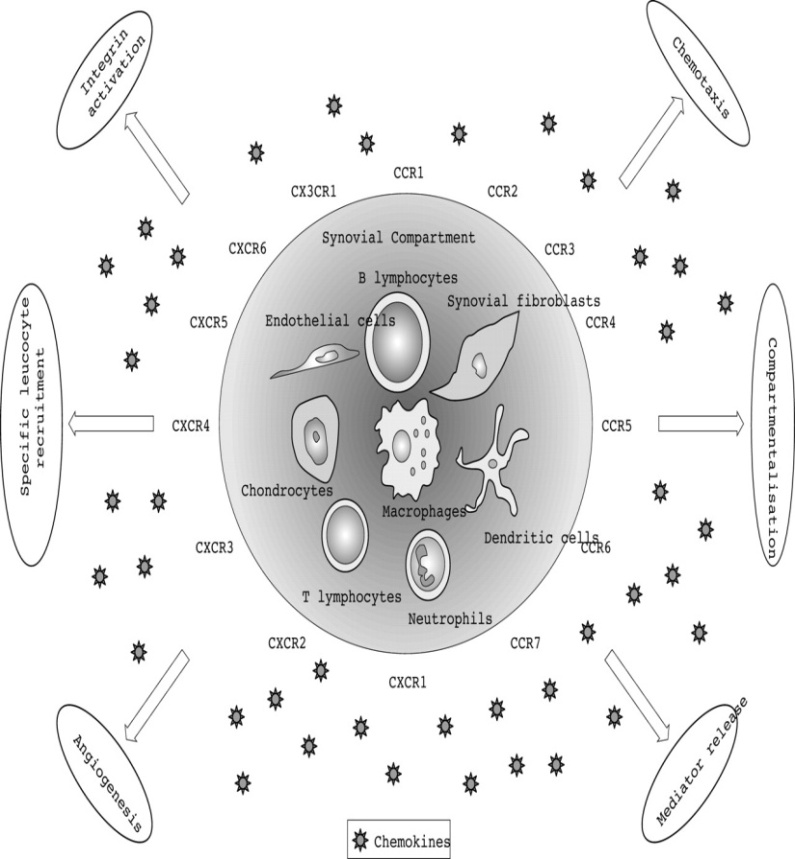 Integrin
activation
Chemotaxis
CCR1
CX3CR1
CCR2
CXCR6
Synovial Compartment
CCR3
B lymphocytes
Synovial fibroblasts
CXCR5
Endothelial cells
CCR4
Specific leucocyte
recruitment
CXCR4
CCR5
Compartmentalisation
Chondrocytes
Macrophages
CXCR3
Dendritic cells
CCR6
T lymphocytes
Neutrophils
CXCR2
CCR7
CXCR1
Angiogenesis
Mediator release
Chemokines